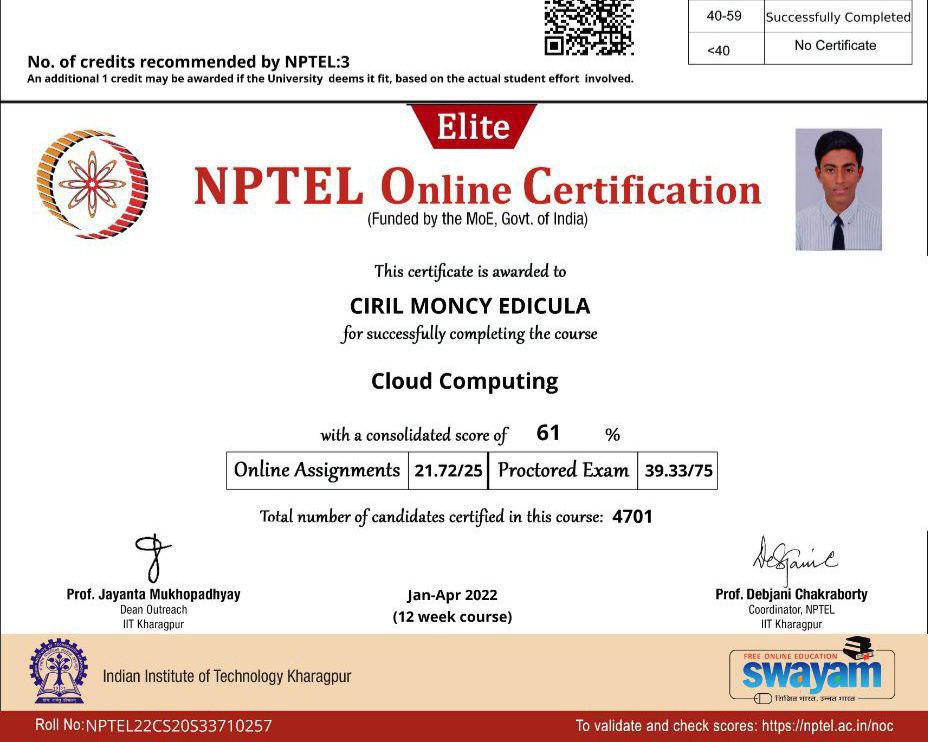 40-59 Successfully Completed
<40 No Certificate
No. of credits recommended by NPTEL:3
An additional 1 credit may be awarded if the University deems it fit, based on the actual student effort involved.
Elite
NPTEL Online Certification
(Funded by the MoE, Govt. of India)
This certificate is awarded to
CIRIL MONCY EDICULA
for successfully completing the course
Cloud Computing
with a consolidated score of 61 %
Online Assignments 21.72/25 Proctored Exam 39.33/75
Total number of candidates certified in this course: 4701
Prof. Jayanta Mukhopadhyay
Dean Outreach
IIT Kharagpur
Jan-Apr 2022
(12 week course)
Prof. Debjani Chakraborty
Coordinator, NPTEL
IIT Kharagpur
Indian Institute of Technology Kharagpur
FREE ONLINE EDUCATION
swayam
शिक्षित भारत, उन्नत भारत
Roll No:NPTEL22CS20S33710257
To validate and check scores: https://nptel.ac.in/noc